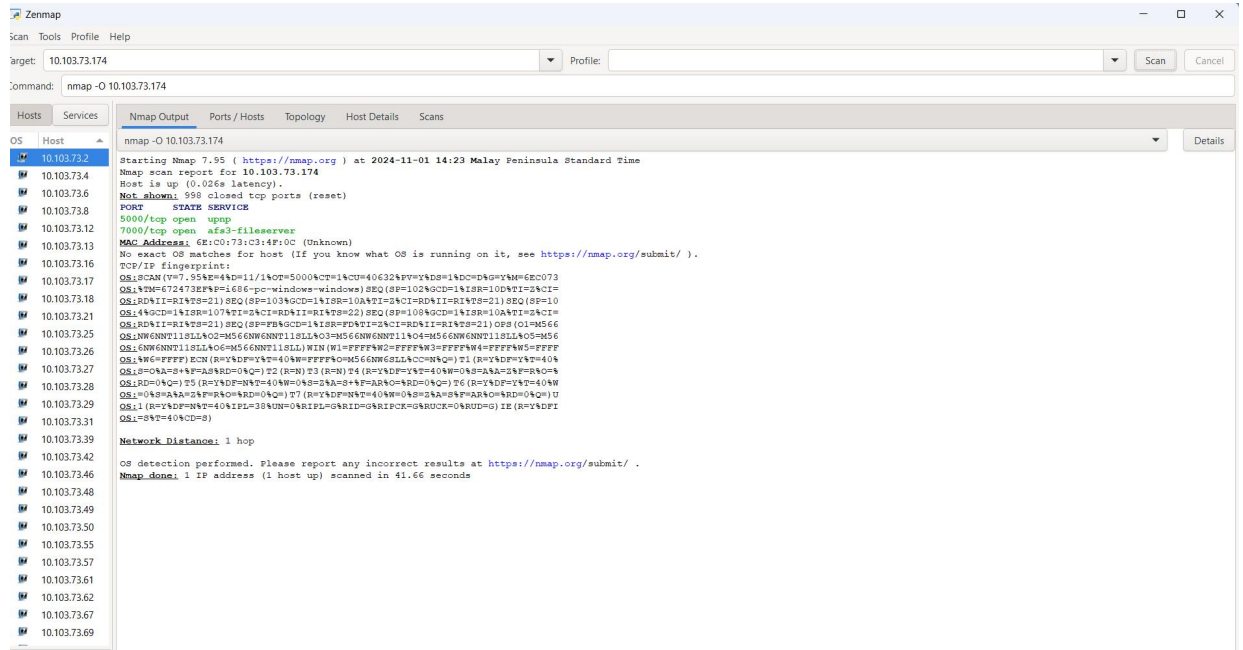 Zenmap
Scan Tools Profile Help
Target: 10.103.73.174 Profile: Scan Cancel
Command: nmap -O 10.103.73.174
Hosts Services Nmap Output Ports / Hosts Topology Host Details Scans
OS Host nmap -O 10.103.73.174 Details
10.103.73.2
10.103.73.4
10.103.73.6
10.103.73.8
10.103.73.12
10.103.73.13
10.103.73.16
10.103.73.17
10.103.73.18
10.103.73.21
10.103.73.25
10.103.73.26
10.103.73.27
10.103.73.28
10.103.73.29
10.103.73.31
10.103.73.39
10.103.73.42
10.103.73.46
10.103.73.48
10.103.73.49
10.103.73.50
10.103.73.55
10.103.73.57
10.103.73.61
10.103.73.62
10.103.73.67
10.103.73.69
Starting Nmap 7.95 ( https://nmap.org ) at 2024-11-01 14:23 Malay Peninsula Standard Time
Nmap scan report for 10.103.73.174
Host is up (0.026s latency).
Not shown: 998 closed tcp ports (reset)
PORT STATE SERVICE
5000/tcp open upnp
7000/tcp open afs3-fileserver
MAC Address: 6E:C0:73:C3:4F:0C (Unknown)
No exact OS matches for host (If you know what OS is running on it, see https://nmap.org/submit/ ).
TCP/IP fingerprint:
OS:SCAN(V=7.95%E=4%D=11/1%OT=5000%CT=1%CU=40632%PV=Y%DS=1%DC=D%G=Y%M=6EC073
OS:%TM=672473EF%P=i686-pc-windows-windows)SEQ(SP=102%GCD=1%ISR=10D%TI=Z%CI=
OS:RD%II=RI%TS=21)SEQ(SP=103%GCD=1%ISR=10A%TI=Z%CI=RD%II=RI%TS=21)SEQ(SP=10
OS:4%GCD=1%ISR=107%TI=Z%CI=RD%II=RI%TS=22)SEQ(SP=108%GCD=1%ISR=10A%TI=Z%CI=
OS:RD%II=RI%TS=21)SEQ(SP=FB%GCD=1%ISR=FD%TI=Z%CI=RD%II=RI%TS=21)OPS(O1=M566
OS:NW6NNT11SLL%O2=M566NW6NNT11SLL%O3=M566NW6NNT11%O4=M566NW6NNT11SLL%O5=M56
OS:6NW6NNT11SLL%O6=M566NNT11SLL)WIN(W1=FFFF%W2=FFFF%W3=FFFF%W4=FFFF%W5=FFFF
OS:%W6=FFFF)ECN(R=Y%DF=Y%T=40%W=FFFF%O=M566NW6SLL%CC=N%Q=)T1(R=Y%DF=Y%T=40%
OS:S=O%A=S+%F=AS%RD=0%Q=)T2(R=N)T3(R=N)T4(R=Y%DF=Y%T=40%W=0%S=A%A=Z%F=R%O=%
OS:RD=0%Q=)T5(R=Y%DF=N%T=40%W=0%S=Z%A=S+%F=AR%O=%RD=0%Q=)T6(R=Y%DF=Y%T=40%W
OS:=0%S=A%A=Z%F=R%O=%RD=0%Q=)T7(R=Y%DF=N%T=40%W=0%S=Z%A=S%F=AR%O=%RD=0%Q=)U
OS:1(R=Y%DF=N%T=40%IPL=38%UN=0%RIPL=G%RID=G%RIPCK=G%RUCK=0%RUD=G)IE(R=Y%DFI
OS:=S%T=40%CD=S)
Network Distance: 1 hop
OS detection performed. Please report any incorrect results at https://nmap.org/submit/ .
Nmap done: 1 IP address (1 host up) scanned in 41.66 seconds